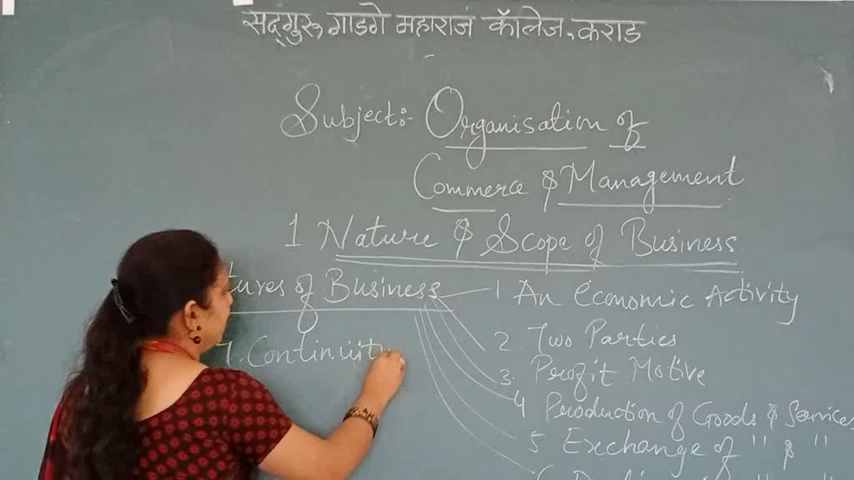 सद्गुरू गाडगे महाराज कॉलेज, कराड
Subject:- Organisation of
Commerce & Management
1 Nature & Scope of Business
tures of Business
1 An Economic Activity
2. Two Parties
3. Profit Motive
4 Production of Goods & Services
5 Exchange of " & "
7. Continuit